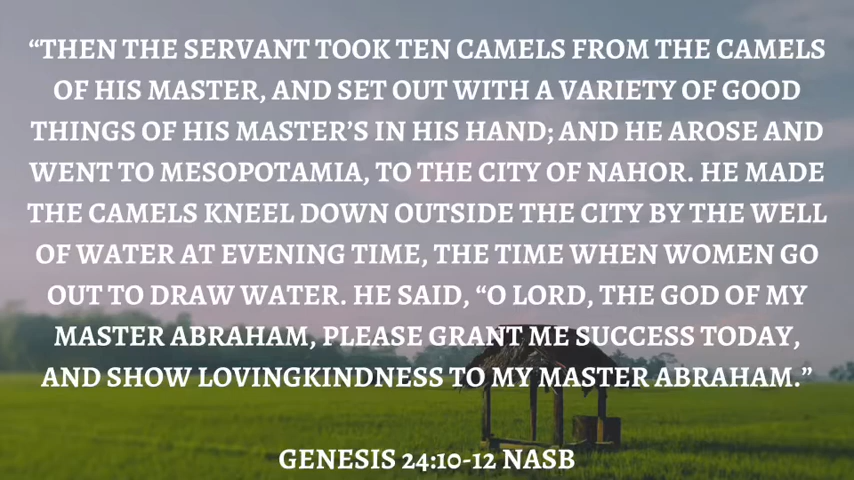 “THEN THE SERVANT TOOK TEN CAMELS FROM THE CAMELS
OF HIS MASTER, AND SET OUT WITH A VARIETY OF GOOD
THINGS OF HIS MASTER’S IN HIS HAND; AND HE AROSE AND
WENT TO MESOPOTAMIA, TO THE CITY OF NAHOR. HE MADE
THE CAMELS KNEEL DOWN OUTSIDE THE CITY BY THE WELL
OF WATER AT EVENING TIME, THE TIME WHEN WOMEN GO
OUT TO DRAW WATER. HE SAID, “O LORD, THE GOD OF MY
MASTER ABRAHAM, PLEASE GRANT ME SUCCESS TODAY,
AND SHOW LOVINGKINDNESS TO MY MASTER ABRAHAM.”
GENESIS 24:10-12 NASB